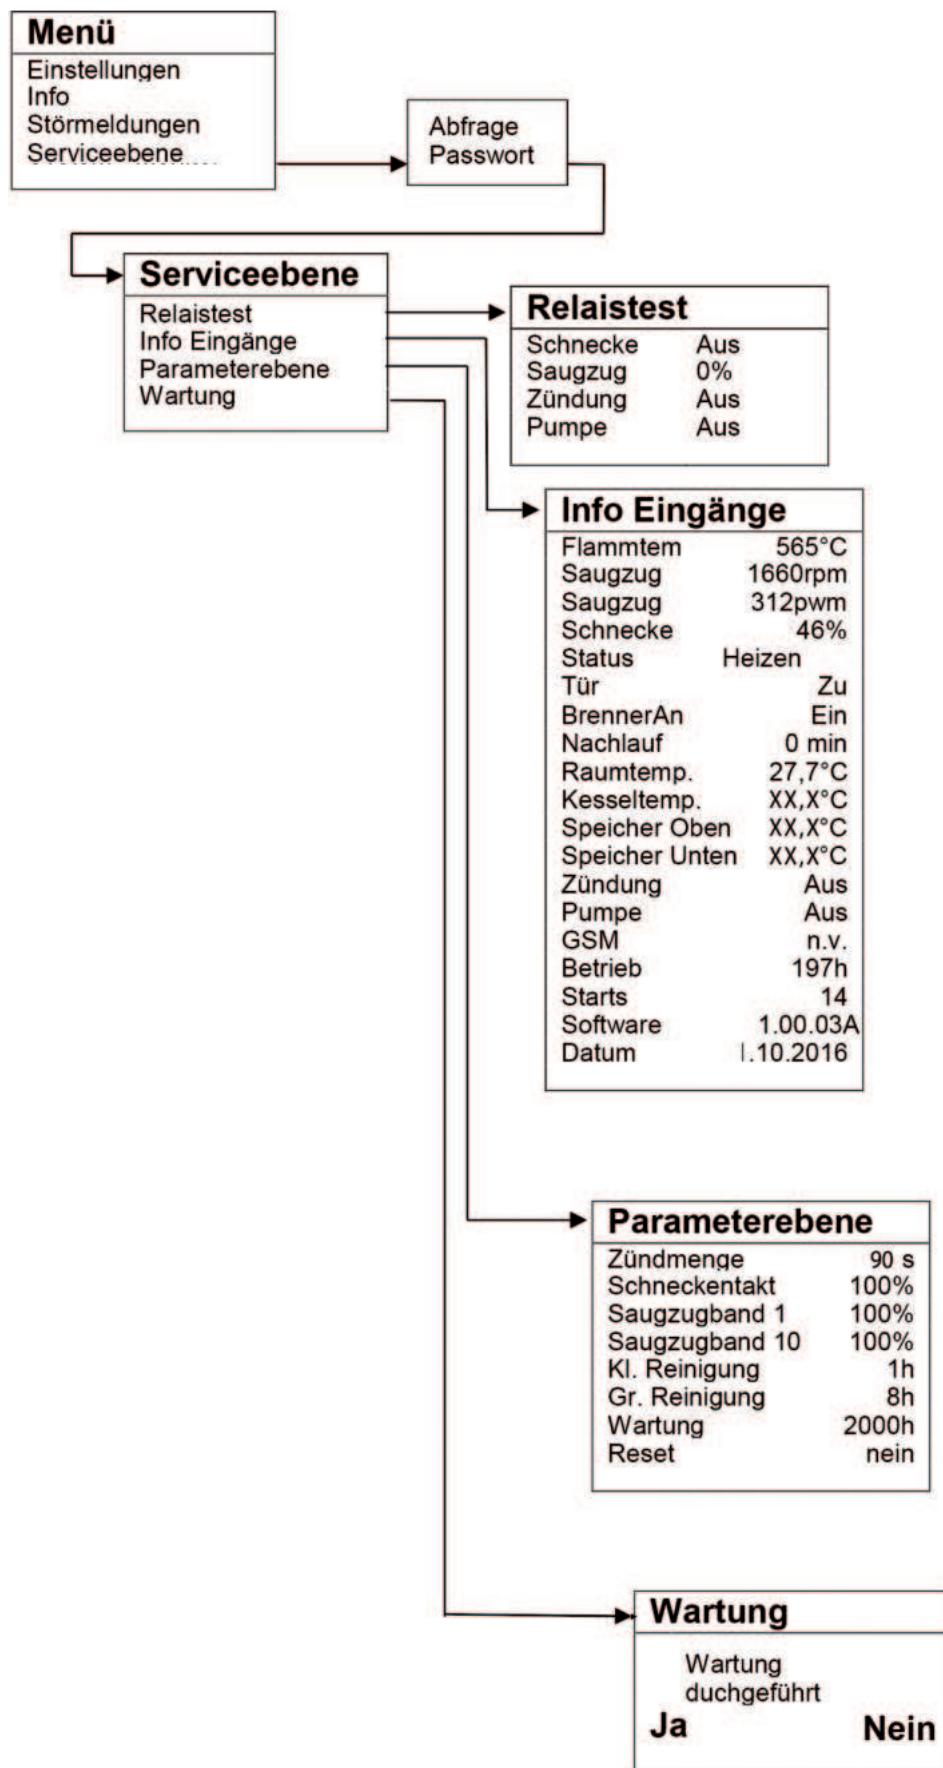 Menü
Einstellungen
Info
Störmeldungen
Serviceebene
Abfrage
Passwort
Serviceebene
Relaistest
Info Eingänge
Parameterebene
Wartung
Relaistest
Schnecke Aus
Saugzug 0%
Zündung Aus
Pumpe Aus
Info Eingänge
Flammtem 565°C
Saugzug 1660rpm
Saugzug 312pwm
Schnecke 46%
Status Heizen
Tür Zu
BrennerAn Ein
Nachlauf 0 min
Raumtemp. 27,7°C
Kesseltemp. XX,X°C
Speicher Oben XX,X°C
Speicher Unten XX,X°C
Zündung Aus
Pumpe Aus
GSM n.v.
Betrieb 197h
Starts 14
Software 1.00.03A
Datum .10.2016
Parameterebene
Zündmenge 90 s
Schneckentakt 100%
Saugzugband 1 100%
Saugzugband 10 100%
Kl. Reinigung 1h
Gr. Reinigung 8h
Wartung 2000h
Reset nein
Wartung
Wartung
duchgeführt
Ja Nein